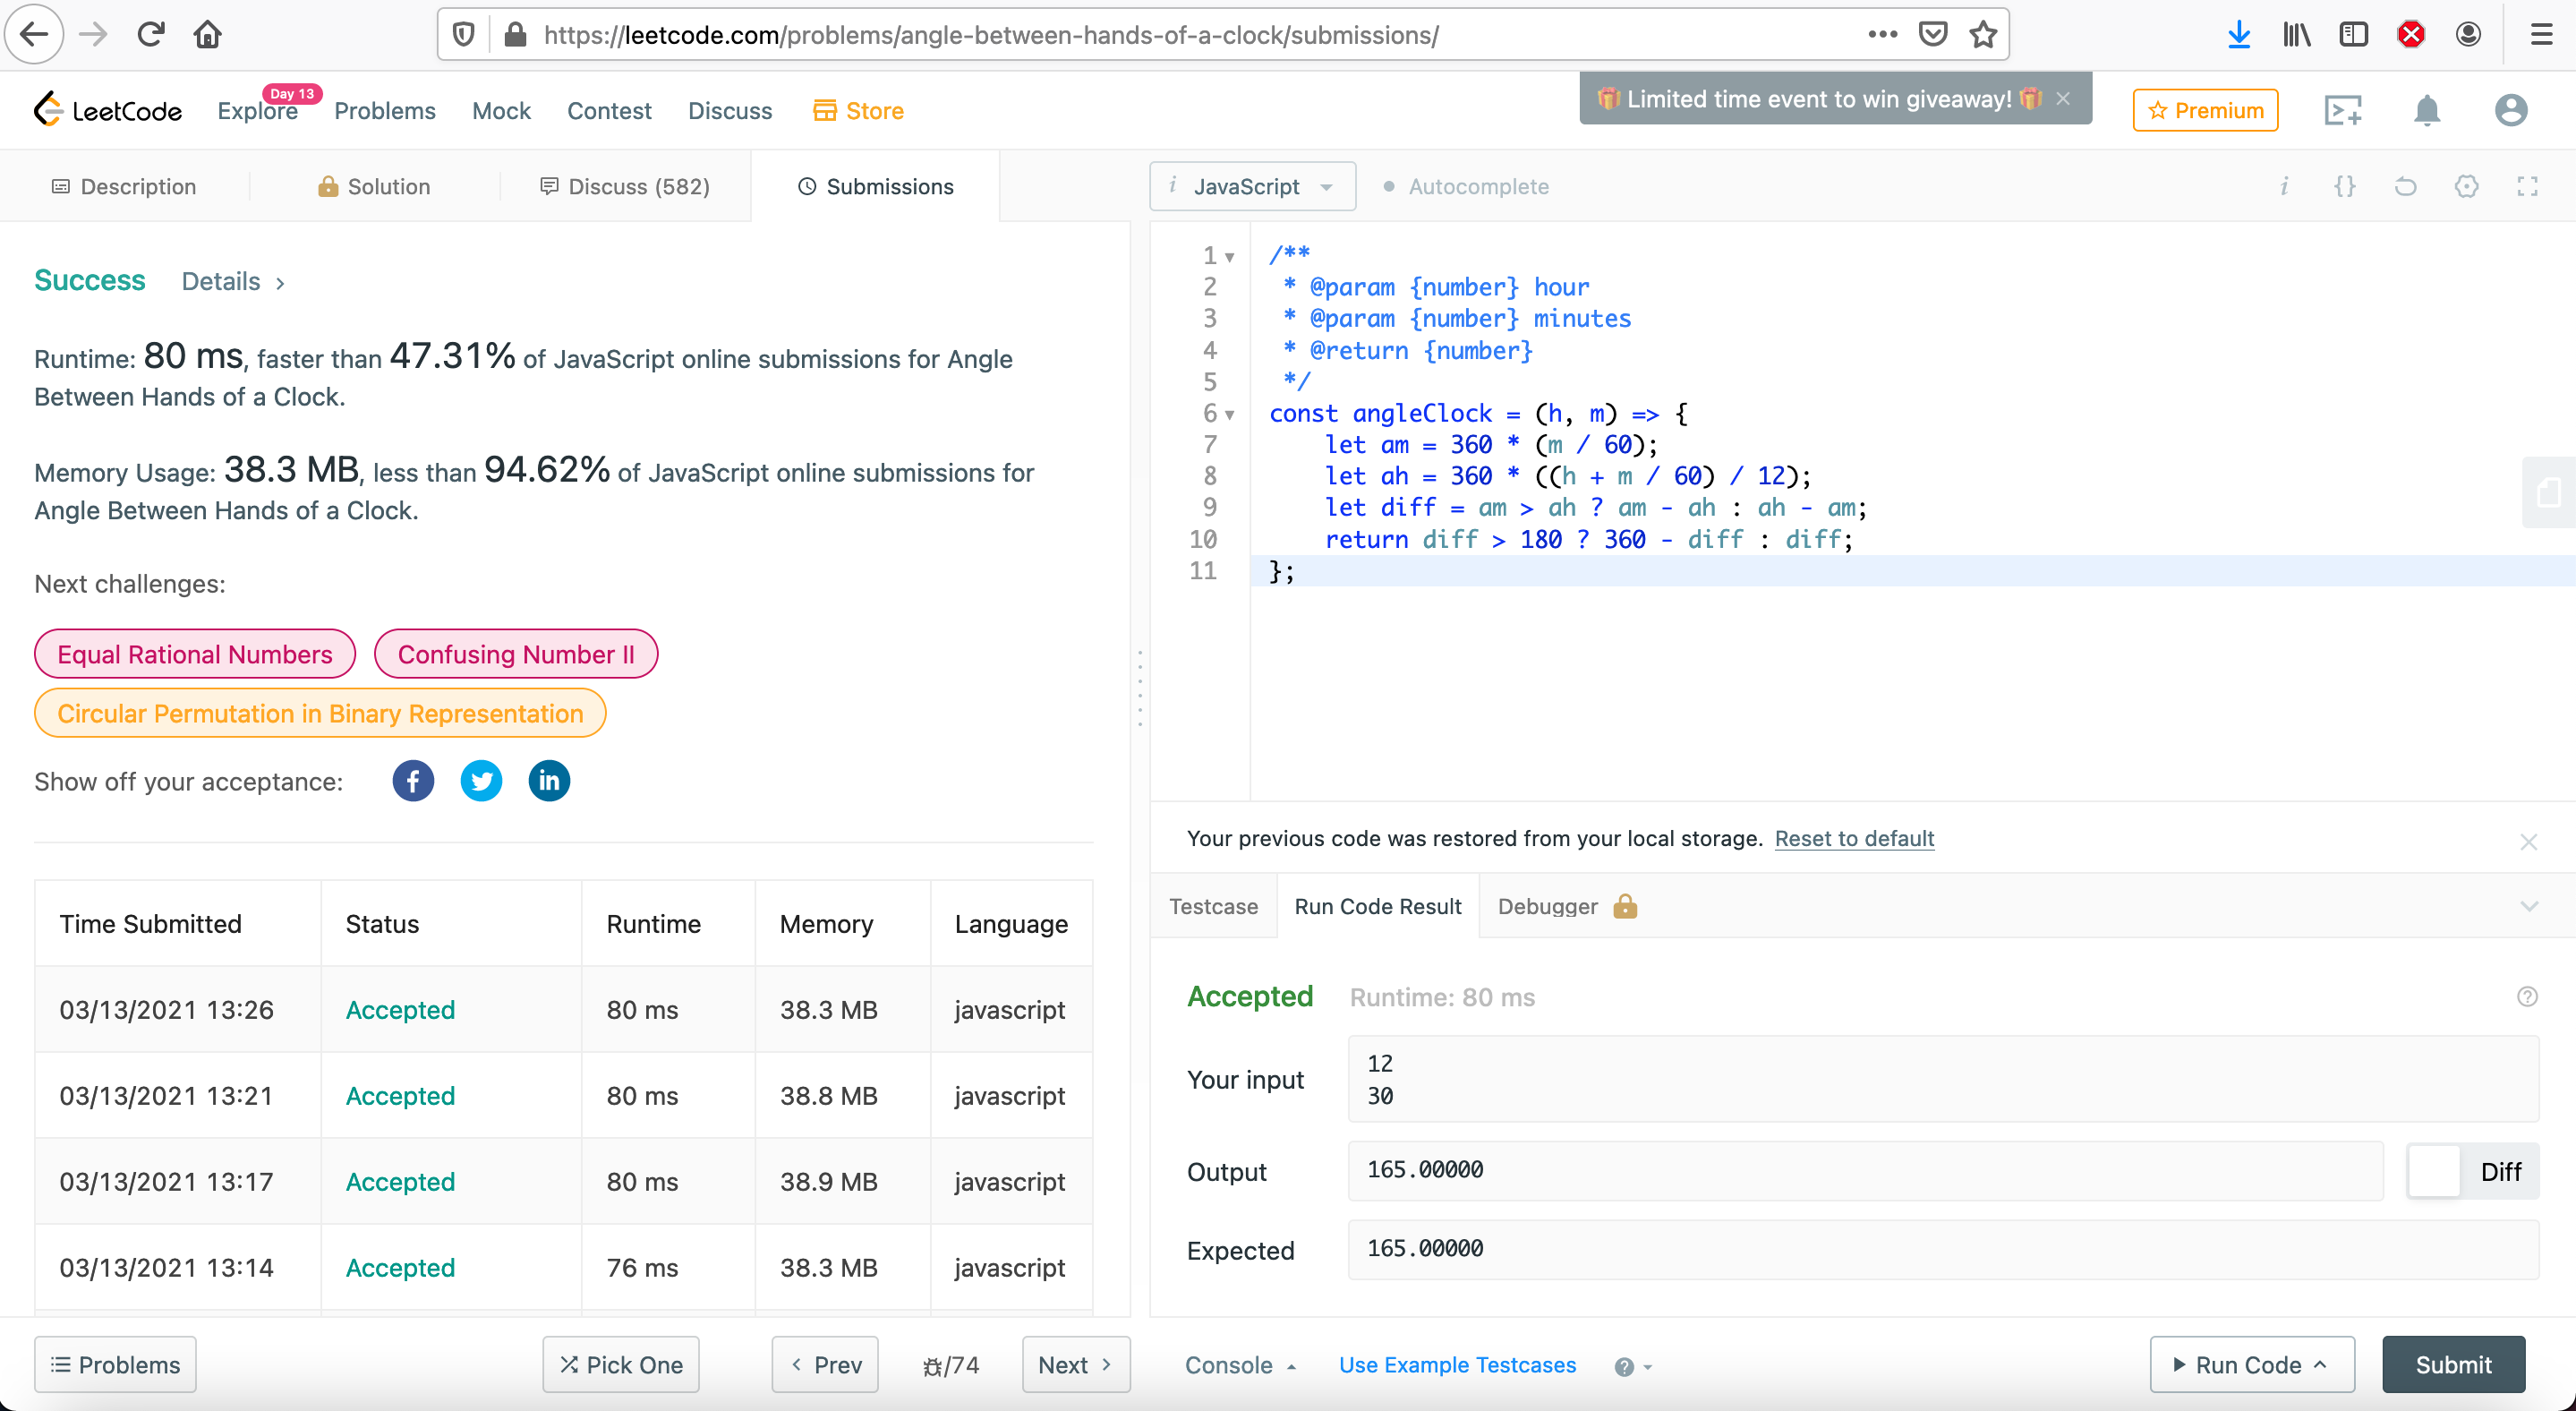 https://leetcode.com/problems/angle-between-hands-of-a-clock/submissions/
LeetCode
Explore
Day 13
Problems
Mock
Contest
Discuss
Store
🎁 Limited time event to win giveaway! 🎁 ×
Premium
Description
Solution
Discuss (582)
Submissions
Success
Details >
Runtime: 80 ms, faster than 47.31% of JavaScript online submissions for Angle
Between Hands of a Clock.
Memory Usage: 38.3 MB, less than 94.62% of JavaScript online submissions for
Angle Between Hands of a Clock.
Next challenges:
Equal Rational Numbers
Confusing Number II
Circular Permutation in Binary Representation
Show off your acceptance:
Time Submitted Status Runtime Memory Language
03/13/2021 13:26 Accepted 80 ms 38.3 MB javascript
03/13/2021 13:21 Accepted 80 ms 38.8 MB javascript
03/13/2021 13:17 Accepted 80 ms 38.9 MB javascript
03/13/2021 13:14 Accepted 76 ms 38.3 MB javascript
Problems
Pick One
< Prev
/74
Next >
i JavaScript
Autocomplete
i {}
1 /**
2 * @param {number} hour
3 * @param {number} minutes
4 * @return {number}
5 */
6 const angleClock = (h, m) => {
7 let am = 360 * (m / 60);
8 let ah = 360 * ((h + m / 60) / 12);
9 let diff = am > ah ? am - ah : ah - am;
10 return diff > 180 ? 360 - diff : diff;
11 };
Your previous code was restored from your local storage. Reset to default
Testcase
Run Code Result
Debugger
Accepted
Runtime: 80 ms
Your input
12
30
Output
165.00000
Diff
Expected
165.00000
Console
Use Example Testcases
Run Code
Submit